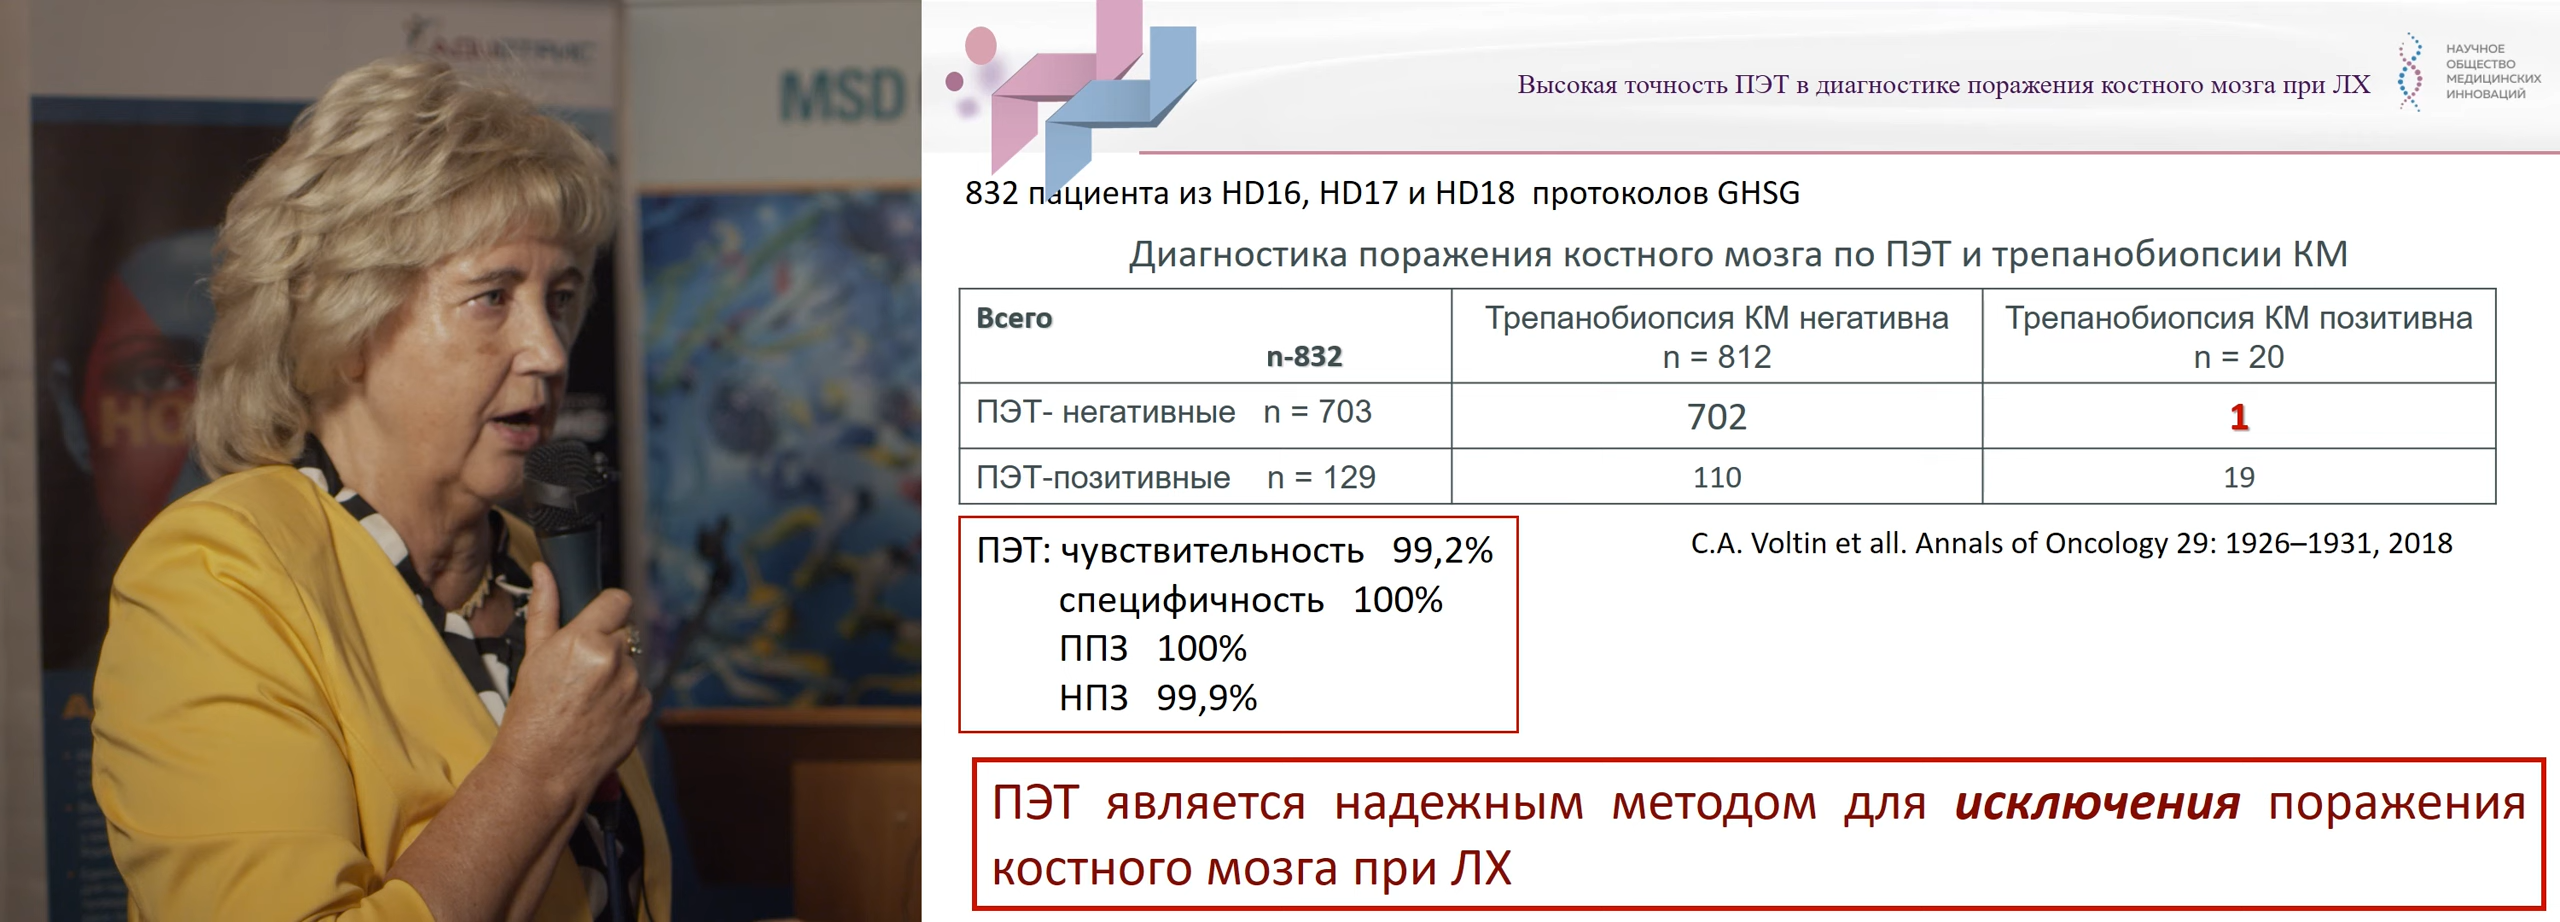 MSD
НО
Высокая точность ПЭТ в диагностике поражения костного мозга при ЛХ
НАУЧНОЕ
ОБЩЕСТВО
МЕДИЦИНСКИХ
ИННОВАЦИЙ
832 пациента из HD16, HD17 и HD18 протоколов GHSG
Диагностика поражения костного мозга по ПЭТ и трепанобиопсии КМ
Всего
n-832
Трепанобиопсия КМ негативна
n = 812
Трепанобиопсия КМ позитивна
n = 20
ПЭТ- негативные n = 703
702
1
ПЭТ-позитивные n = 129
110
19
ПЭТ: чувствительность 99,2%
специфичность 100%
ППЗ 100%
НПЗ 99,9%
C.A. Voltin et all. Annals of Oncology 29: 1926–1931, 2018
ПЭТ является надежным методом для исключения поражения
костного мозга при ЛХ